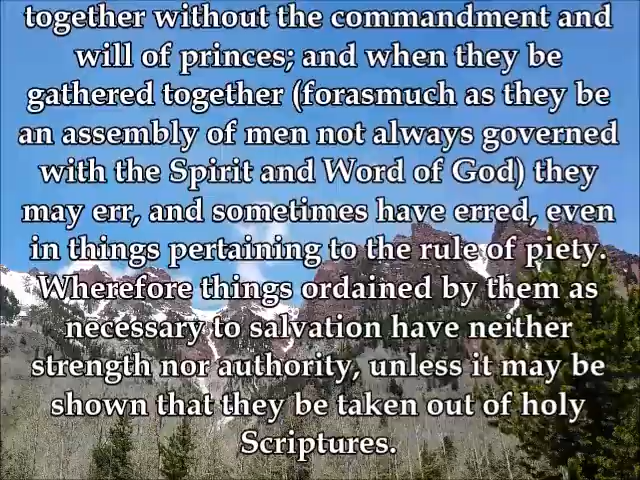 together without the commandment and
will of princes; and when they be
gathered together (forasmuch as they be
an assembly of men not always governed
with the Spirit and Word of God) they
may err, and sometimes have erred, even
in things pertaining to the rule of piety.
Wherefore things ordained by them as
necessary to salvation have neither
strength nor authority, unless it may be
shown that they be taken out of holy
Scriptures.